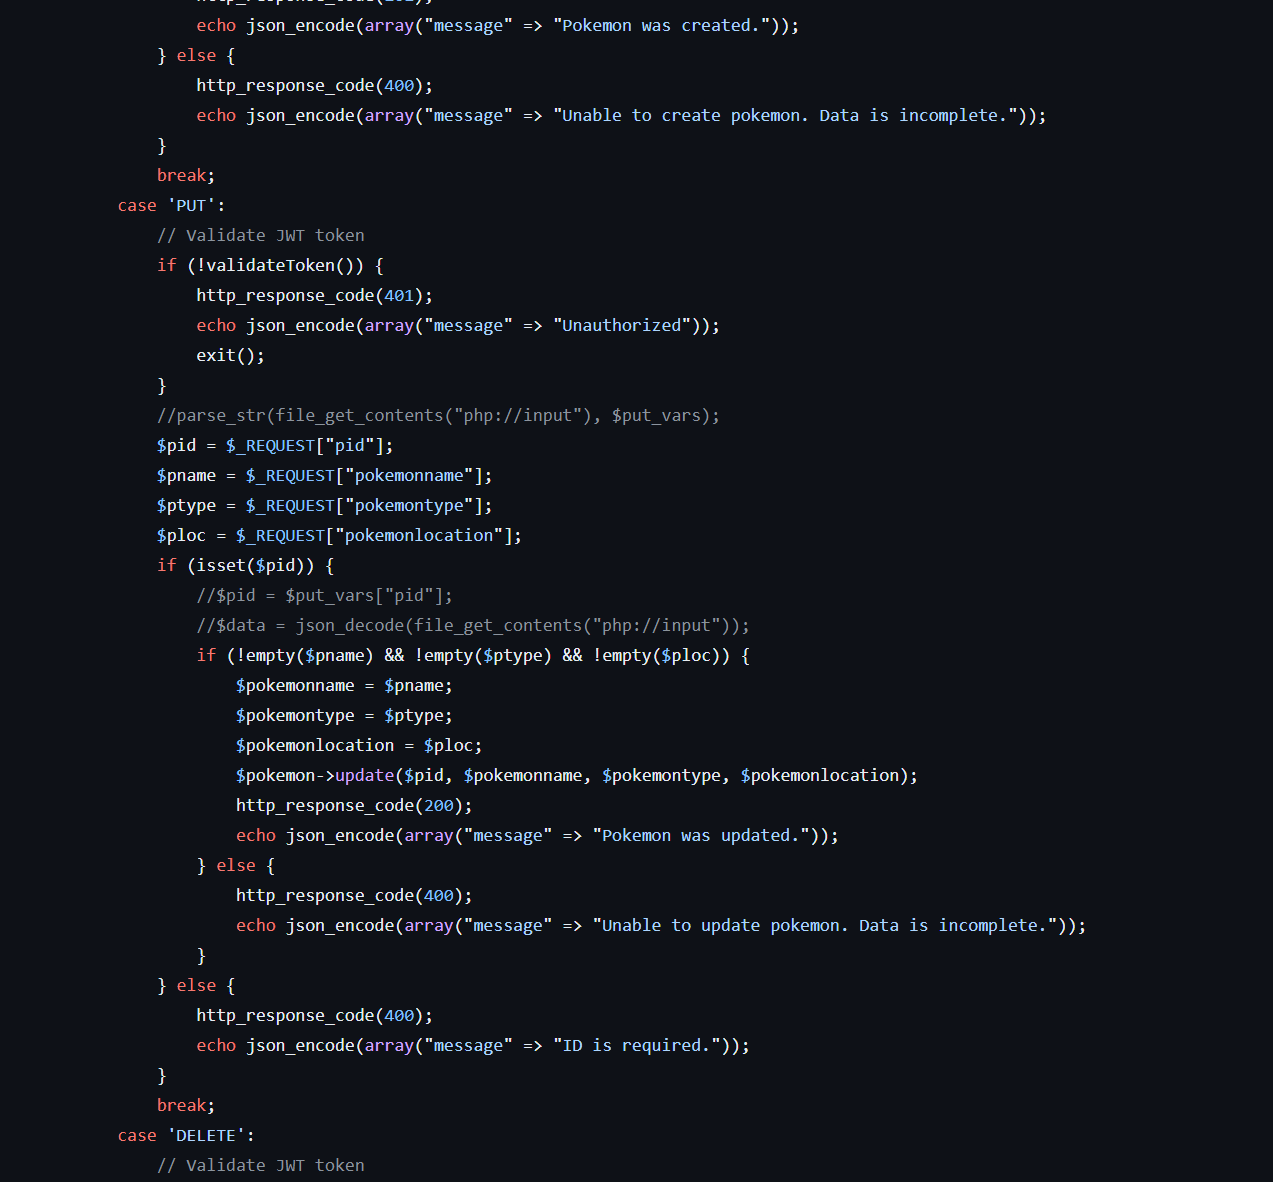 http_response_code(201);
echo json_encode(array("message" => "Pokemon was created."));
} else {
http_response_code(400);
echo json_encode(array("message" => "Unable to create pokemon. Data is incomplete."));
}
break;
case 'PUT':
// Validate JWT token
if (!validateToken()) {
http_response_code(401);
echo json_encode(array("message" => "Unauthorized"));
exit();
}
//parse_str(file_get_contents("php://input"), $put_vars);
$pid = $_REQUEST["pid"];
$pname = $_REQUEST["pokemonname"];
$ptype = $_REQUEST["pokemontype"];
$ploc = $_REQUEST["pokemonlocation"];
if (isset($pid)) {
//$pid = $put_vars["pid"];
//$data = json_decode(file_get_contents("php://input"));
if (!empty($pname) && !empty($ptype) && !empty($ploc)) {
$pokemonname = $pname;
$pokemontype = $ptype;
$pokemonlocation = $ploc;
$pokemon->update($pid, $pokemonname, $pokemontype, $pokemonlocation);
http_response_code(200);
echo json_encode(array("message" => "Pokemon was updated."));
} else {
http_response_code(400);
echo json_encode(array("message" => "Unable to update pokemon. Data is incomplete."));
}
} else {
http_response_code(400);
echo json_encode(array("message" => "ID is required."));
}
break;
case 'DELETE':
// Validate JWT token